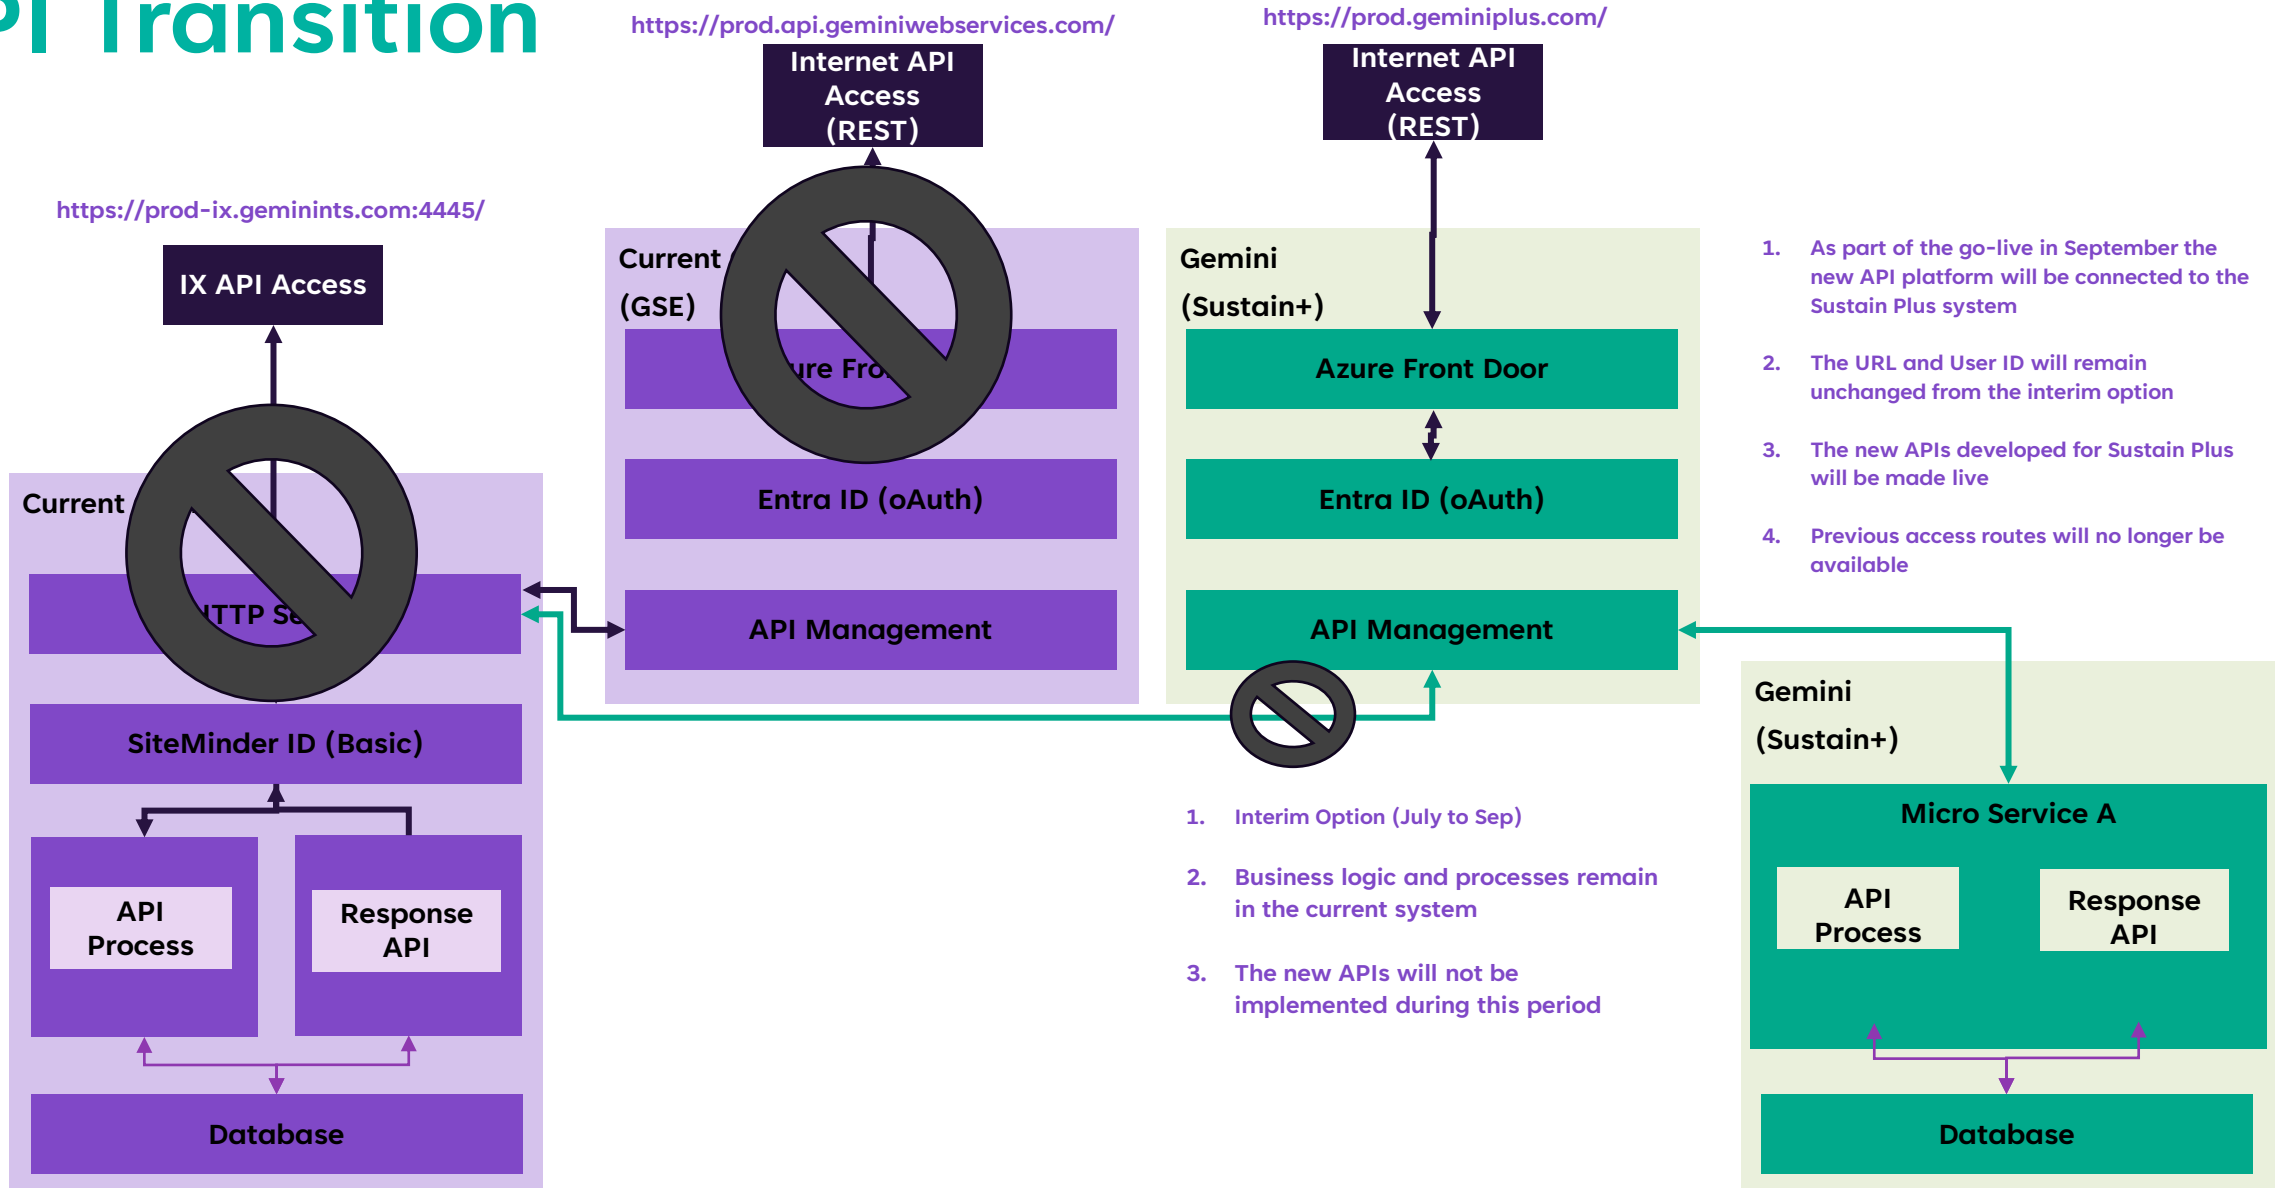 PI Transition
https://prod.api.geminiwebservices.com/
https://prod.geminiplus.com/
Internet API
Access
(REST)
Internet API
Access
(REST)
https://prod-ix.geminints.com:4445/
IX API Access
Current
(GSE)
ure Fro
Entra ID (oAuth)
API Management
Gemini
(Sustain+)
Azure Front Door
Entra ID (oAuth)
API Management
1. As part of the go-live in September the
new API platform will be connected to the
Sustain Plus system
2. The URL and User ID will remain
unchanged from the interim option
3. The new APIs developed for Sustain Plus
will be made live
4. Previous access routes will no longer be
available
Current
TTP Se
SiteMinder ID (Basic)
API
Process
Response
API
Database
1. Interim Option (July to Sep)
2. Business logic and processes remain
in the current system
3. The new APIs will not be
implemented during this period
Gemini
(Sustain+)
Micro Service A
API
Process
Response
API
Database